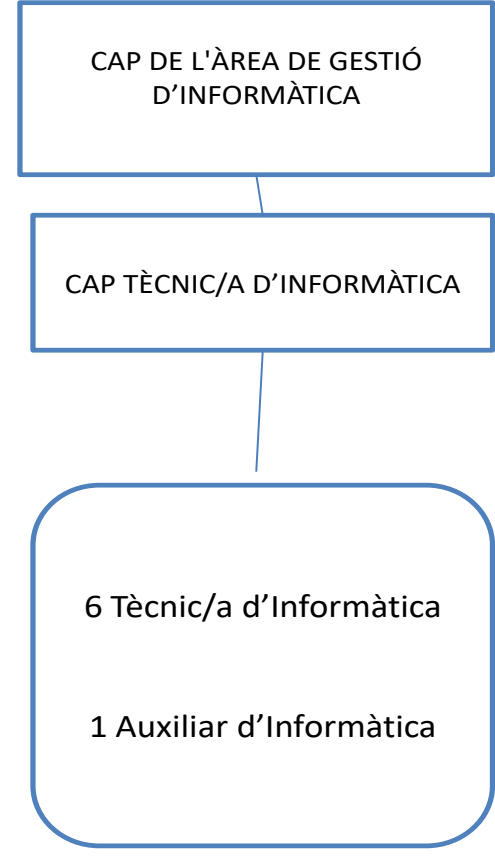 CAP DE L'ÀREA DE GESTIÓ
D’INFORMÀTICA
CAP TÈCNIC/A D’INFORMÀTICA
6 Tècnic/a d’Informàtica
1 Auxiliar d’Informàtica